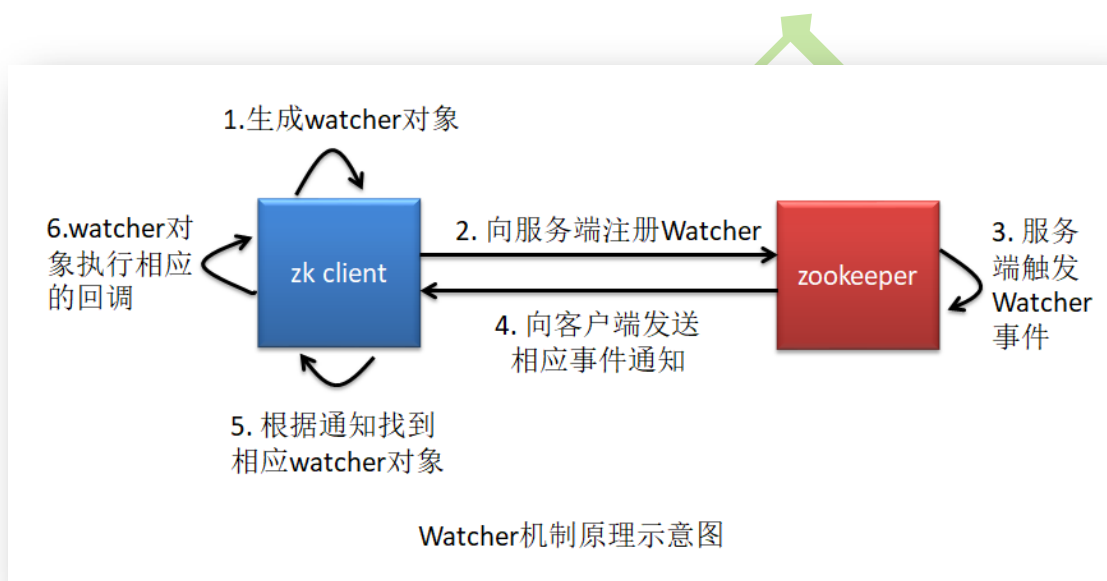 1.生成watcher对象
6.watcher对
象执行相应
的回调
zk client
2. 向服务端注册Watcher
zookeeper
3. 服务
端触发
Watcher
事件
4. 向客户端发送
相应事件通知
5. 根据通知找到
相应watcher对象
Watcher机制原理示意图